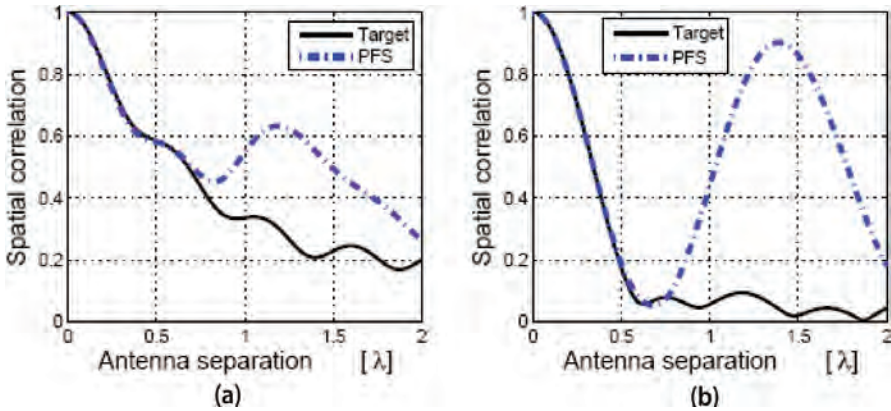 1
0.8
0.6
0.4
0.2
0
Spatial correlation
Target
PFS
0 0.5 1 1.5 2
Antenna separation [ λ]
(a)
1
0.8
0.6
0.4
0.2
0
Spatial correlation
Target
PFS
0 0.5 1 1.5 2
Antenna separation [ λ]
(b)